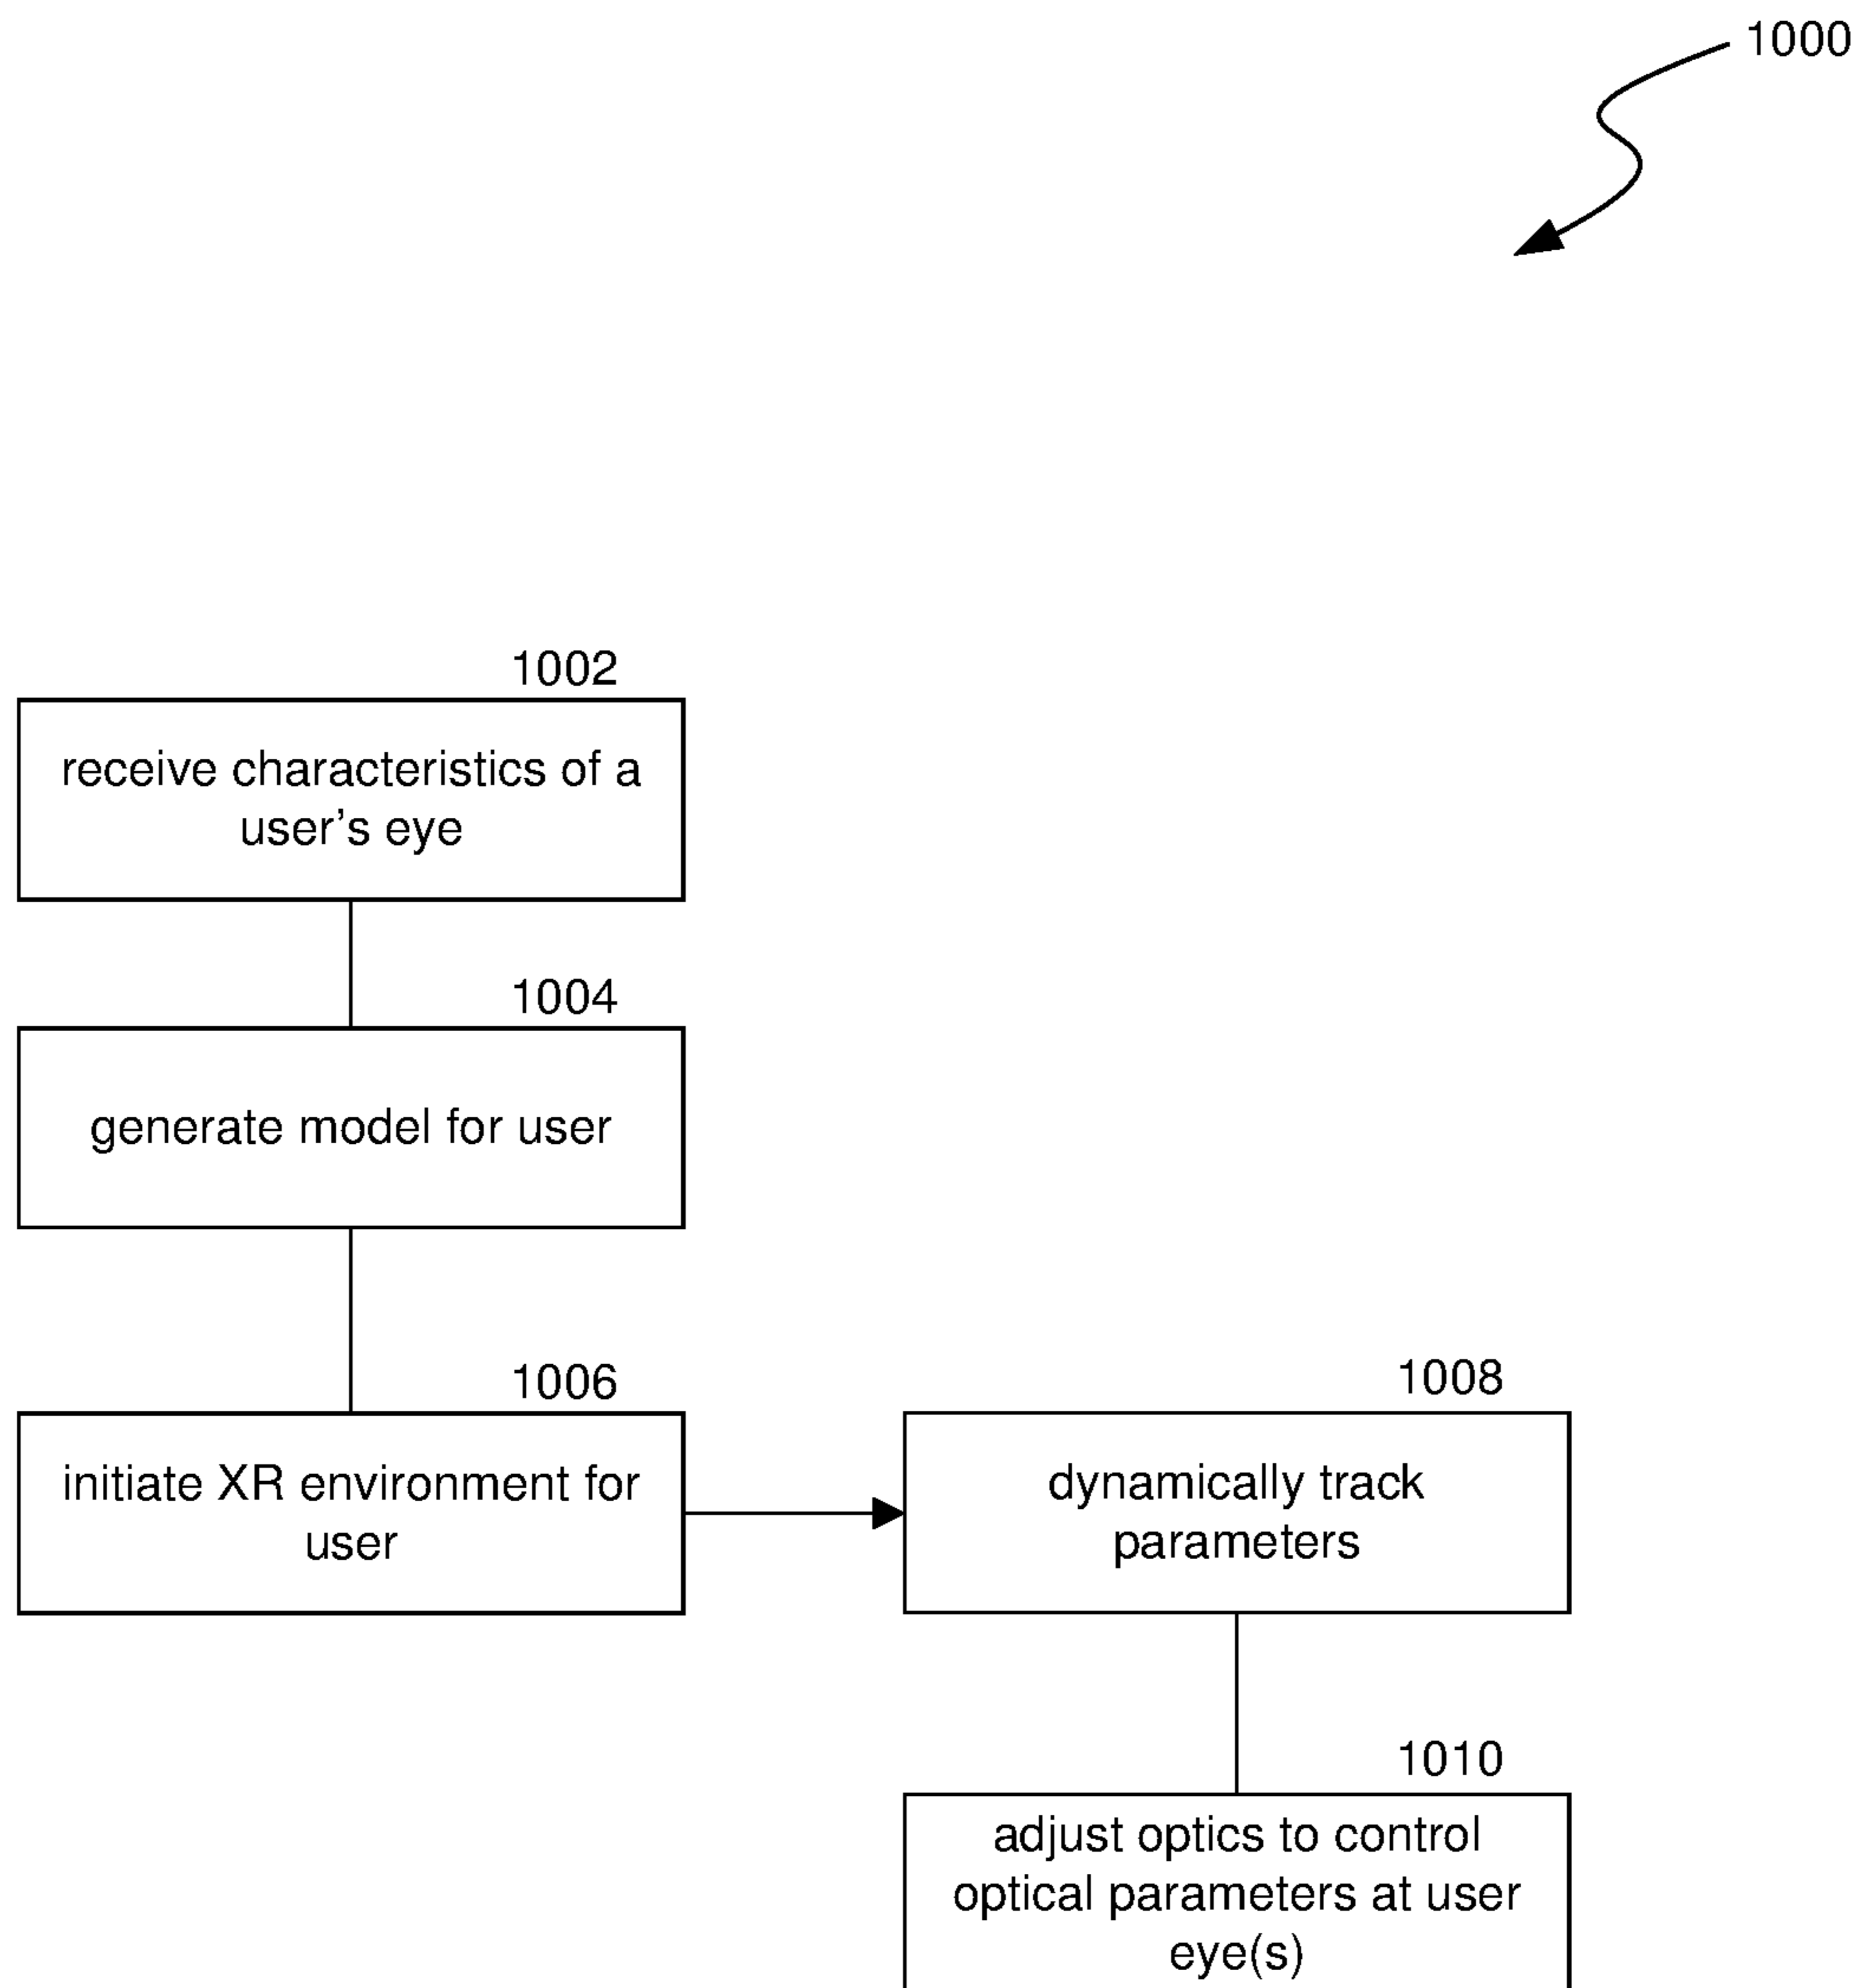 1000
1002
receive characteristics of a
user's eye
1004
generate model for user
1006
initiate XR environment for
user
1008
dynamically track
parameters
1010
adjust optics to control
optical parameters at user
eye(s)